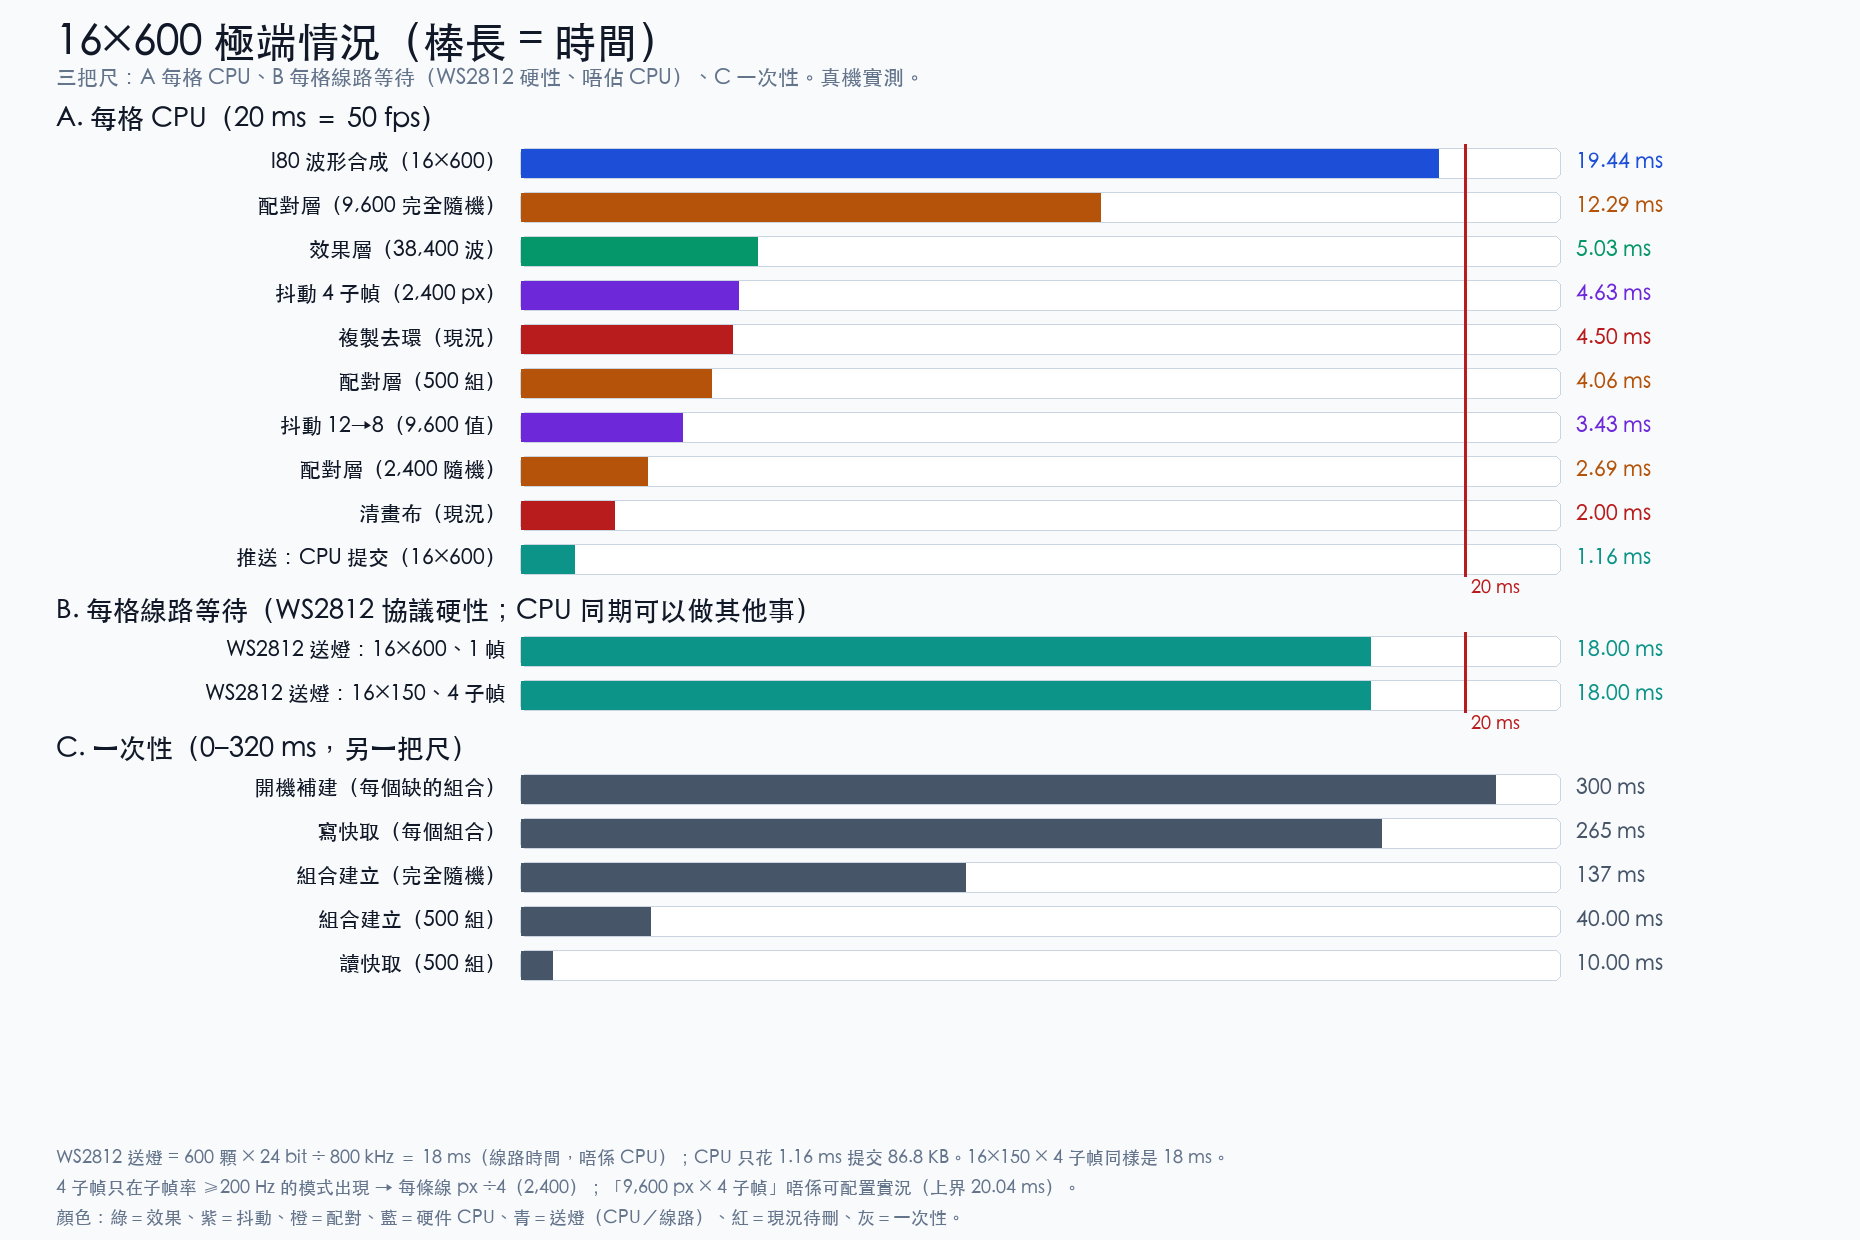 16×600 極端情況（棒長 = 時間）
三把尺：A 每格 CPU、B 每格線路等待（WS2812 硬性、唔佔 CPU）、C 一次性。真機實測。
A. 每格 CPU（20 ms = 50 fps）
I80 波形合成（16×600） 19.44 ms
配對層（9,600 完全隨機） 12.29 ms
效果層（38,400 波） 5.03 ms
抖動 4 子幀（2,400 px） 4.63 ms
複製去環（現況） 4.50 ms
配對層（500 組） 4.06 ms
抖動 12→8（9,600 值） 3.43 ms
配對層（2,400 隨機） 2.69 ms
清畫布（現況） 2.00 ms
推送：CPU 提交（16×600） 1.16 ms
20 ms
B. 每格線路等待（WS2812 協議硬性；CPU 同期可以做其他事）
WS2812 送燈：16×600、1 幀 18.00 ms
WS2812 送燈：16×150、4 子幀 18.00 ms
20 ms
C. 一次性（0–320 ms，另一把尺）
開機補建（每個缺的組合） 300 ms
寫快取（每個組合） 265 ms
組合建立（完全隨機） 137 ms
組合建立（500 組） 40.00 ms
讀快取（500 組） 10.00 ms
WS2812 送燈 = 600 顆 × 24 bit ÷ 800 kHz = 18 ms（線路時間，唔係 CPU）；CPU 只花 1.16 ms 提交 86.8 KB。16×150 × 4 子幀同樣是 18 ms。
4 子幀只在子幀率 ≥200 Hz 的模式出現 → 每條線 px ÷4（2,400）；「9,600 px × 4 子幀」唔係可配置實況（上界 20.04 ms）。
顏色：綠=效果、紫=抖動、橙=配對、藍=硬件 CPU、青=送燈（CPU／線路）、紅=現況待刪、灰=一次性。